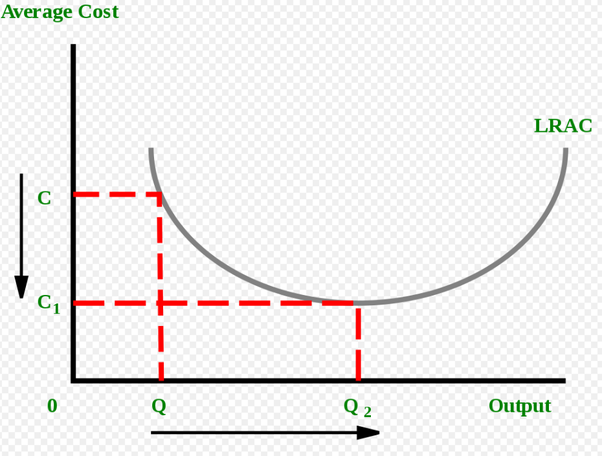 Average Cost
LRAC
C
C1
0 Q Q2 Output